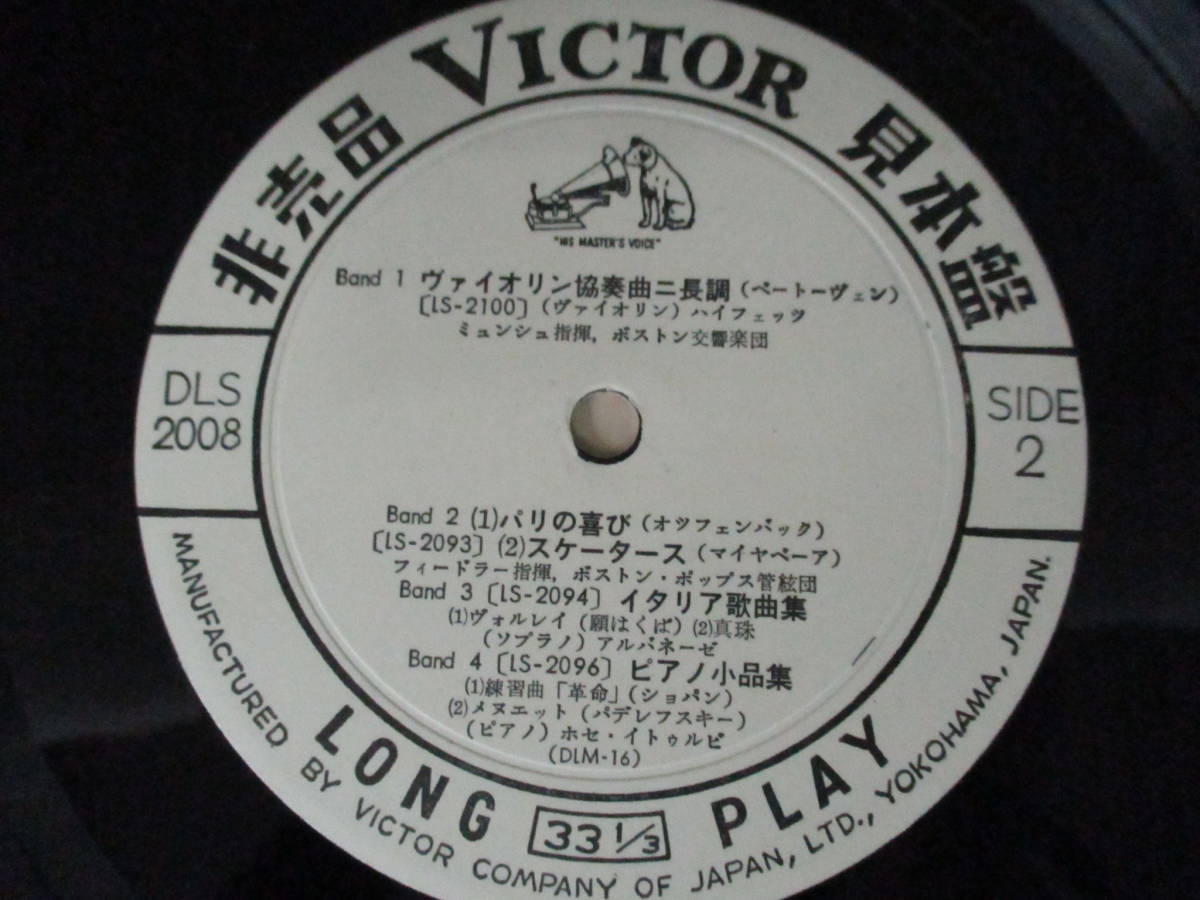 非売品 VICTOR 見本盤
"HIS MASTER'S VOICE"
Band 1 ヴァイオリン協奏曲ニ長調(ベートーヴェン)
〔LS-2100〕(ヴァイオリン)ハイフェッツ
ミュンシュ指揮,ボストン交響楽団
DLS
2008
SIDE
2
Band 2 (1)パリの喜び(オッフェンバック)
〔LS-2093〕(2)スケータース(マイヤベーア)
フィードラー指揮,ボストン・ポップス管絃団
Band 3〔LS-2094〕イタリア歌曲集
(1)ヴォルレイ(願はくば)(2)真珠
(ソプラノ)アルバネーゼ
Band 4〔LS-2096〕ピアノ小品集
(1)練習曲「革命」(ショパン)
(2)メヌエット(パデレフスキー)
(ピアノ)ホセ・イトゥルビ
(DLM-16)
LONG 33 1/3 PLAY
MANUFACTURED BY VICTOR COMPANY OF JAPAN, LTD., YOKOHAMA, JAPAN.